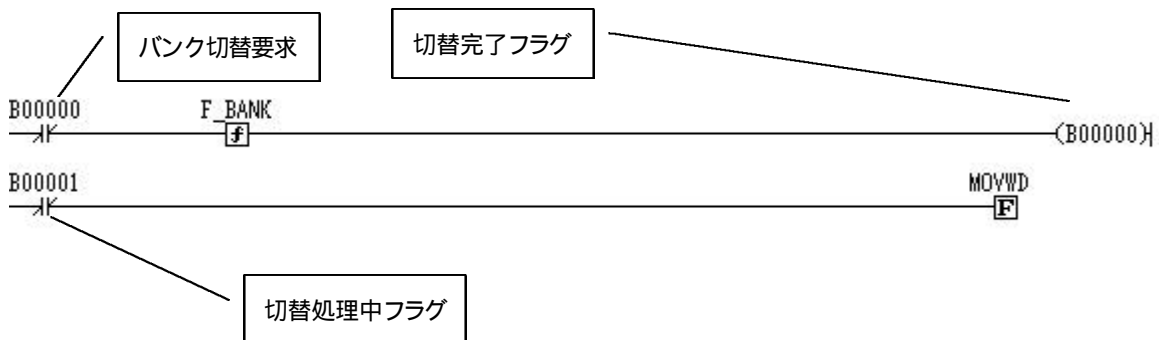 バンク切替要求
切替完了フラグ
B00000
F_BANK
f
(B00000)
B00001
MOVWD
F
切替処理中フラグ